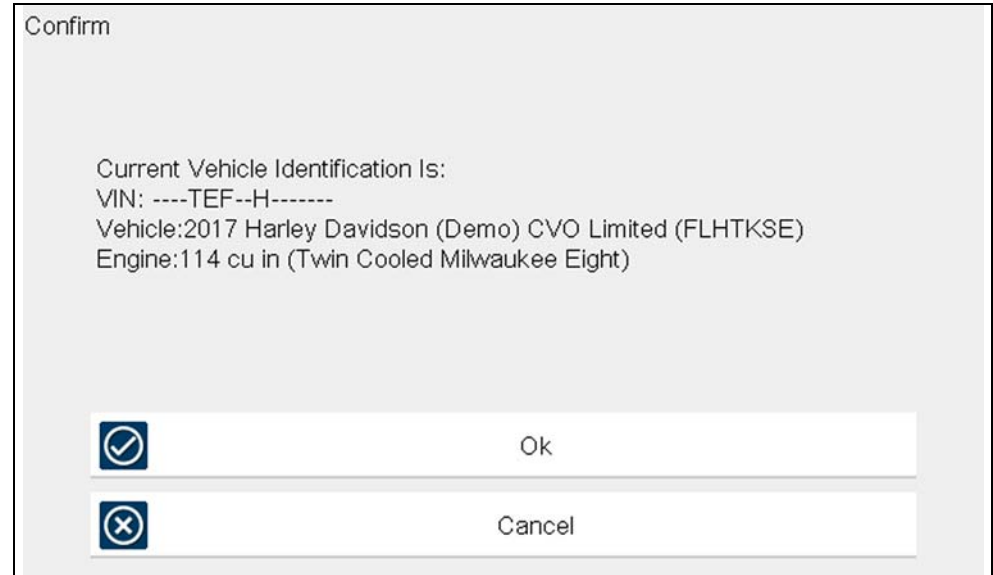 Confirm
Current Vehicle Identification Is:
VIN: ----TEF--H-------
Vehicle:2017 Harley Davidson (Demo) CVO Limited (FLHTKSE)
Engine:114 cu in (Twin Cooled Milwaukee Eight)
Ok
Cancel